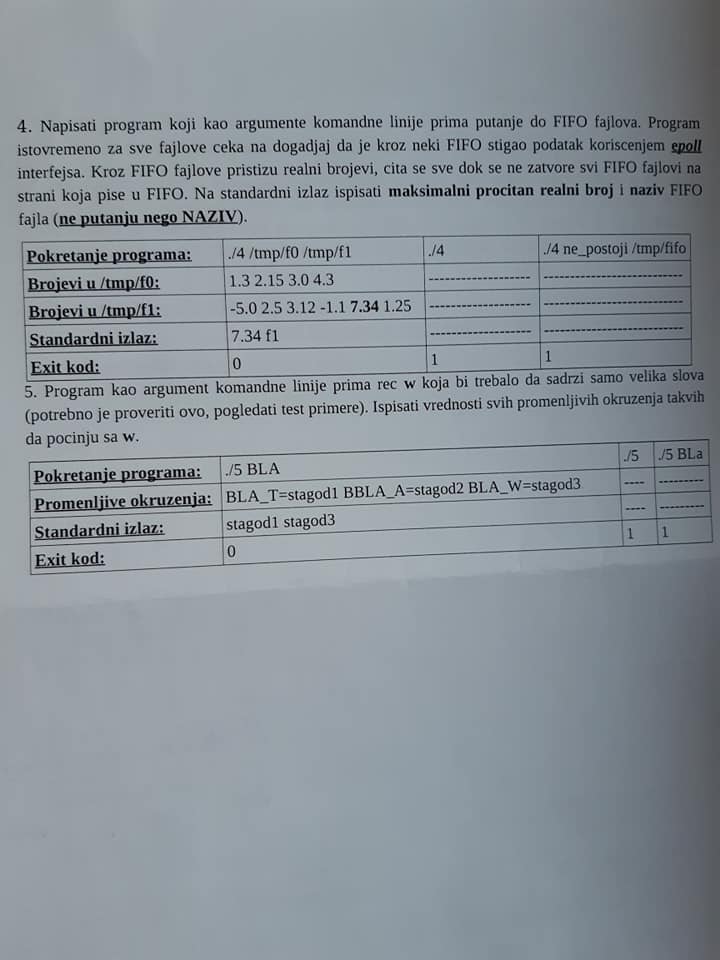 4. Napisati program koji kao argumente komandne linije prima putanje do FIFO fajlova. Program
istovremeno za sve fajlove ceka na dogadjaj da je kroz neki FIFO stigao podatak koriscenjem epoll
interfejsa. Kroz FIFO fajlove pristizu realni brojevi, cita se sve dok se ne zatvore svi FIFO fajlovi na
strani koja pise u FIFO. Na standardni izlaz ispisati maksimalni procitan realni broj i naziv FIFO
fajla (ne putanju nego NAZIV).
Pokretanje programa: ./4 /tmp/f0 /tmp/f1 ./4 ./4 ne_postoji /tmp/fifo
Brojevi u /tmp/f0: 1.3 2.15 3.0 4.3 ------------------- --------------------------
Brojevi u /tmp/f1: -5.0 2.5 3.12 -1.1 7.34 1.25 ------------------- --------------------------
Standardni izlaz: 7.34 f1 ------------------- --------------------------
Exit kod: 0 1 1
5. Program kao argument komandne linije prima rec w koja bi trebalo da sadrzi samo velika slova
(potrebno je proveriti ovo, pogledati test primere). Ispisati vrednosti svih promenljivih okruzenja takvih
da pocinju sa w.
Pokretanje programa: ./5 BLA ./5 ./5 BLa
Promenljive okruzenja: BLA_T=stagod1 BBLA_A=stagod2 BLA_W=stagod3 ---- ---------
Standardni izlaz: stagod1 stagod3 ---- ---------
Exit kod: 0 1 1